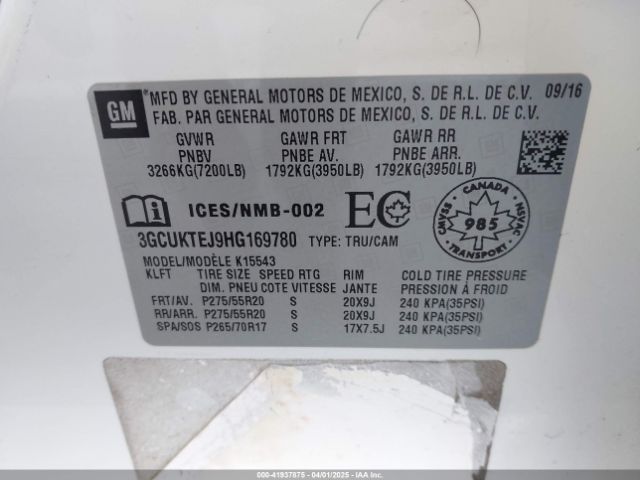 GM
*MFD BY GENERAL MOTORS DE MEXICO, S. DE R.L. DE C.V. 09/16
FAB. PAR GENERAL MOTORS DE MEXICO, S. DE R.L. DE C.V.
GVWR GAWR FRT GAWR RR
PNBV PNBE AV. PNBE ARR.
3266KG(7200LB) 1792KG(3950LB) 1792KG(3950LB)
ICES/NMB-002 EC
CANADA
CMVSS NSVAC
985
TRANSPORT
3GCUKTEJ9HG169780 TYPE: TRU/CAM
MODEL/MODÈLE K15543
KLFT TIRE SIZE SPEED RTG RIM COLD TIRE PRESSURE
DIM. PNEU COTE VITESSE JANTE PRESSION À FROID
FRT/AV. P275/55R20 S 20X9J 240 KPA(35PSI)
RR/ARR. P275/55R20 S 20X9J 240 KPA(35PSI)
SPA/SOS P265/70R17 S 17X7.5J 240 KPA(35PSI)
000-41937875 - 04/01/2025 - IAAI.com